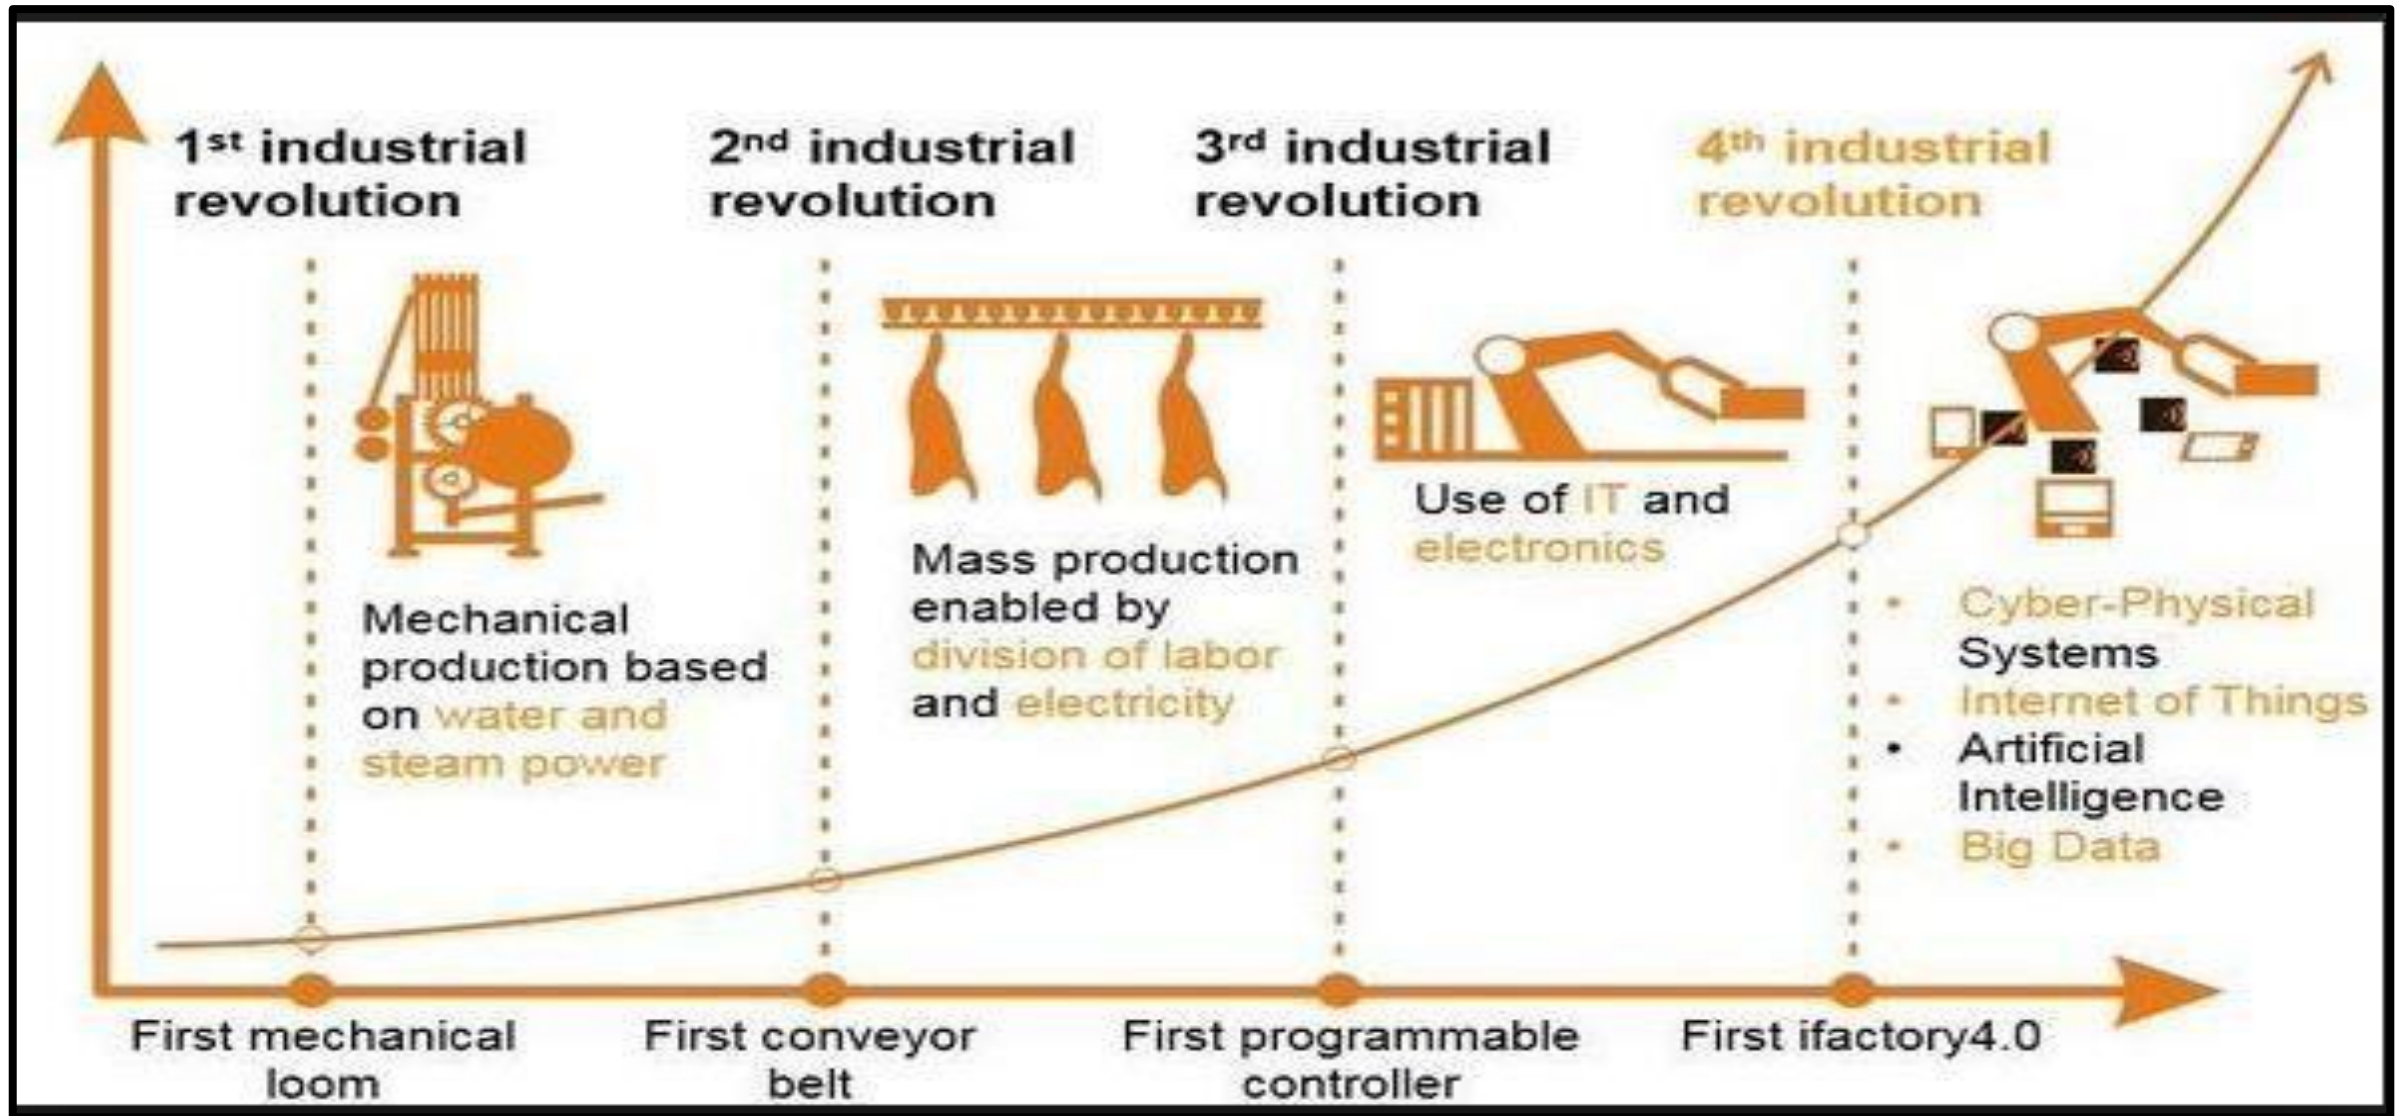 1st industrial
revolution
2nd industrial
revolution
3rd industrial
revolution
4th industrial
revolution
Mechanical
production based
on water and
steam power
Mass production
enabled by
division of labor
and electricity
Use of IT and
electronics
• Cyber-Physical
Systems
• Internet of Things
• Artificial
Intelligence
• Big Data
First mechanical
loom
First conveyor
belt
First programmable
controller
First ifactory4.0